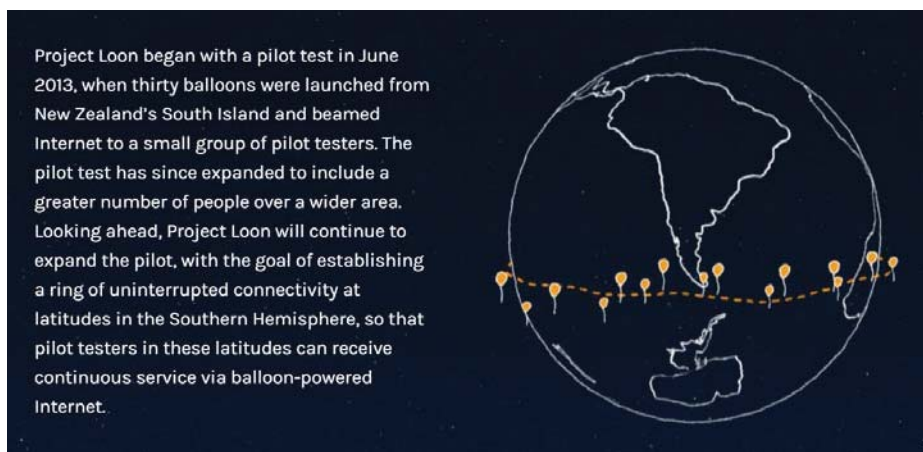 Project Loon began with a pilot test in June
2013, when thirty balloons were launched from
New Zealand's South Island and beamed
Internet to a small group of pilot testers. The
pilot test has since expanded to include a
greater number of people over a wider area.
Looking ahead, Project Loon will continue to
expand the pilot, with the goal of establishing
a ring of uninterrupted connectivity at
latitudes in the Southern Hemisphere, so that
pilot testers in these latitudes can receive
continuous service via balloon-powered
Internet.